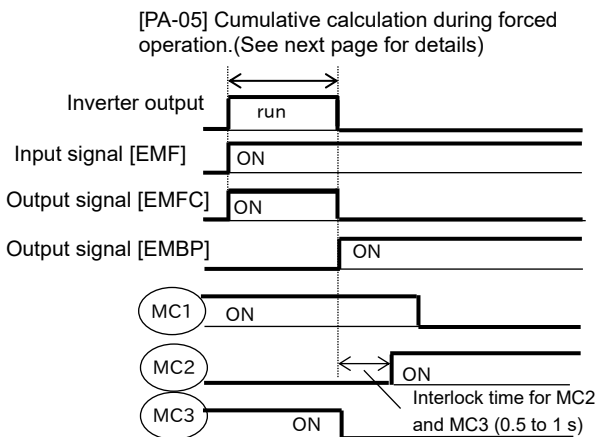 [PA-05] Cumulative calculation during forced
operation.(See next page for details)
Inverter output
run
Input signal [EMF]
ON
Output signal [EMFC]
ON
Output signal [EMBP]
ON
MC1
ON
MC2
ON
Interlock time for MC2
and MC3 (0.5 to 1 s)
MC3
ON